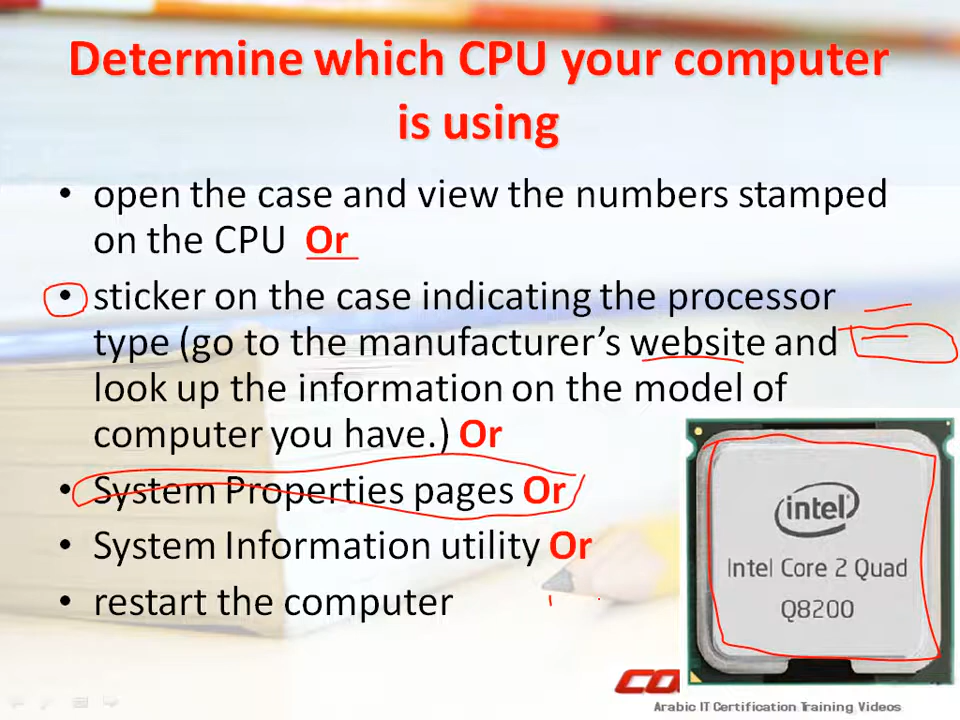 Determine which CPU your computer
is using
• open the case and view the numbers stamped
on the CPU Or
• sticker on the case indicating the processor
type (go to the manufacturer’s website and
look up the information on the model of
computer you have.) Or
• System Properties pages Or
• System Information utility Or
• restart the computer
intel
Intel Core 2 Quad
Q8200
CO
Arabic IT Certification Training Videos